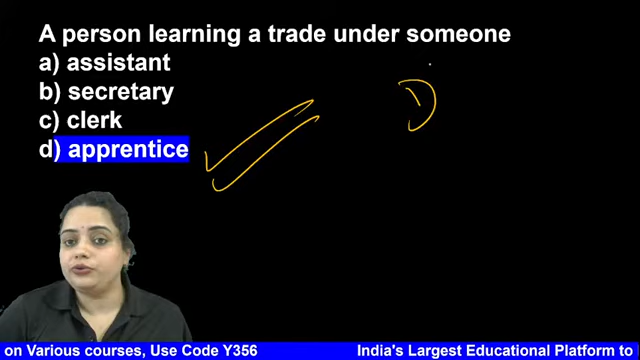 A person learning a trade under someone
a) assistant
b) secretary
c) clerk
d) apprentice
D
on Various courses, Use Code Y356 India's Largest Educational Platform to